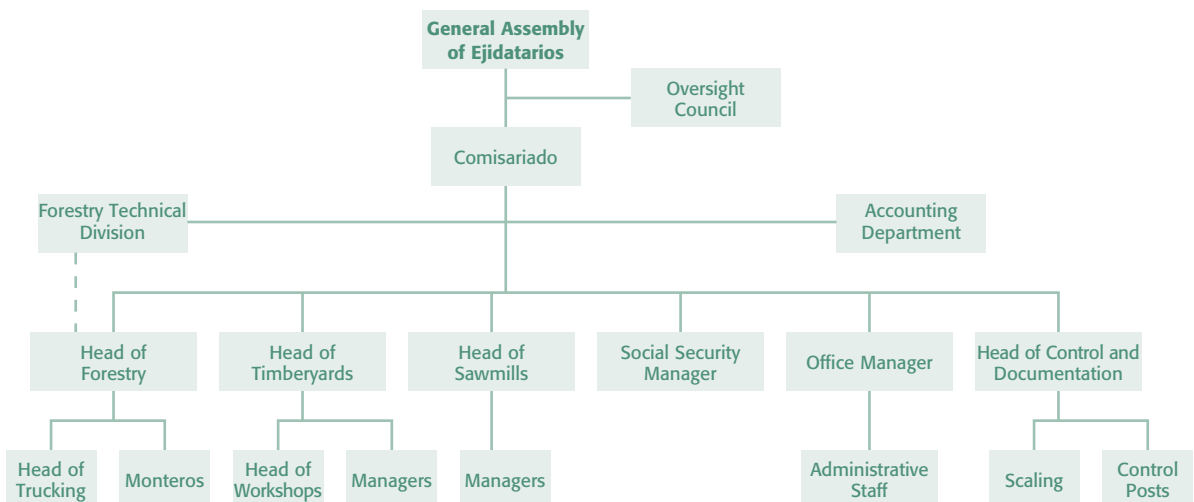 General Assembly
of Ejidatarios
Oversight
Council
Comisariado
Forestry Technical
Division
Accounting
Department
Head of
Forestry
Head of
Timberyards
Head of
Sawmills
Social Security
Manager
Office Manager
Head of Control and
Documentation
Head of
Trucking
Monteros
Head of
Workshops
Managers
Managers
Administrative
Staff
Scaling
Control
Posts